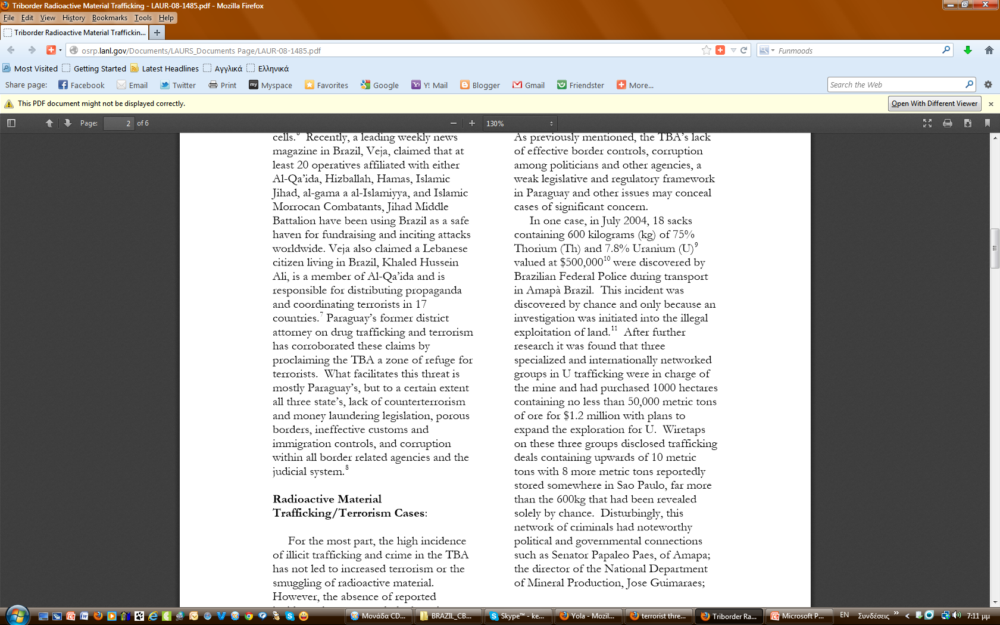 Triborder Radioactive Material Trafficking - LAUR-08-1485.pdf - Mozilla Firefox
File Edit View History Bookmarks Tools Help
Triborder Radioactive Material Traffickin...
osrp.lanl.gov/Documents/LAURS_Documents Page/LAUR-08-1485.pdf
Funmoods
Most Visited Getting Started Latest Headlines Αγγλικά Ελληνικά
Share page: Facebook Email Twitter Print Myspace Favorites Google Y! Mail Blogger Gmail Friendster More...
Search the Web
This PDF document might not be displayed correctly.
Open With Different Viewer
Page: 2 of 6
130%
cells.6 Recently, a leading weekly news
magazine in Brazil, Veja, claimed that at
least 20 operatives affiliated with either
Al-Qa'ida, Hizballah, Hamas, Islamic
Jihad, al-gama a al-Islamiyya, and Islamic
Morrocan Combatants, Jihad Middle
Battalion have been using Brazil as a safe
haven for fundraising and inciting attacks
worldwide. Veja also claimed a Lebanese
citizen living in Brazil, Khaled Hussein
Ali, is a member of Al-Qa'ida and is
responsible for distributing propaganda
and coordinating terrorists in 17
countries.7 Paraguay's former district
attorney on drug trafficking and terrorism
has corroborated these claims by
proclaiming the TBA a zone of refuge for
terrorists. What facilitates this threat is
mostly Paraguay's, but to a certain extent
all three state's, lack of counterterrorism
and money laundering legislation, porous
borders, ineffective customs and
immigration controls, and corruption
within all border related agencies and the
judicial system.8
Radioactive Material
Trafficking/Terrorism Cases:
For the most part, the high incidence
of illicit trafficking and crime in the TBA
has not led to increased terrorism or the
smuggling of radioactive material.
However, the absence of reported
As previously mentioned, the TBA's lack
of effective border controls, corruption
among politicians and other agencies, a
weak legislative and regulatory framework
in Paraguay and other issues may conceal
cases of significant concern.
In one case, in July 2004, 18 sacks
containing 600 kilograms (kg) of 75%
Thorium (Th) and 7.8% Uranium (U)9
valued at $500,00010 were discovered by
Brazilian Federal Police during transport
in Amapà Brazil. This incident was
discovered by chance and only because an
investigation was initiated into the illegal
exploitation of land.11 After further
research it was found that three
specialized and internationally networked
groups in U trafficking were in charge of
the mine and had purchased 1000 hectares
containing no less than 50,000 metric tons
of ore for $1.2 million with plans to
expand the exploration for U. Wiretaps
on these three groups disclosed trafficking
deals containing upwards of 10 metric
tons with 8 more metric tons reportedly
stored somewhere in Sao Paulo, far more
than the 600kg that had been revealed
solely by chance. Disturbingly, this
network of criminals had noteworthy
political and governmental connections
such as Senator Papaleo Paes, of Amapa;
the director of the National Department
of Mineral Production, Jose Guimaraes;
Μονάδα CD... BRAZIL_CB... Skype™ - ke... Yola - Mozil... terrorist thre... Triborder Ra... Microsoft P... EN Συνδέσεις 7:11 μμ